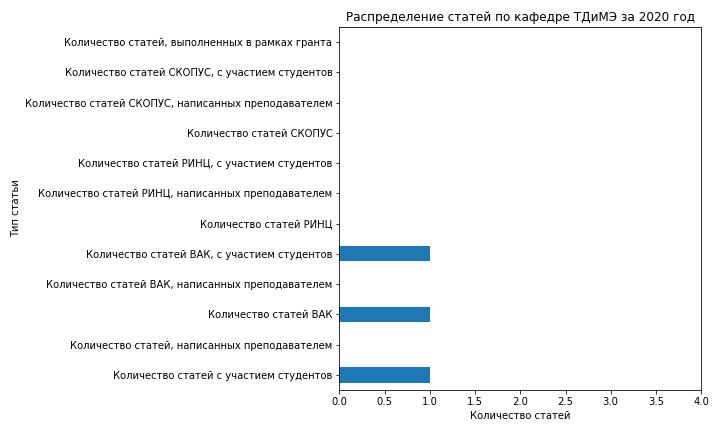 Распределение статей по кафедре ТДиМЭ за 2020 год
Тип статьи
Количество статей, выполненных в рамках гранта
Количество статей СКОПУС, с участием студентов
Количество статей СКОПУС, написанных преподавателем
Количество статей СКОПУС
Количество статей РИНЦ, с участием студентов
Количество статей РИНЦ, написанных преподавателем
Количество статей РИНЦ
Количество статей ВАК, с участием студентов
Количество статей ВАК, написанных преподавателем
Количество статей ВАК
Количество статей, написанных преподавателем
Количество статей с участием студентов
0.0 0.5 1.0 1.5 2.0 2.5 3.0 3.5 4.0
Количество статей